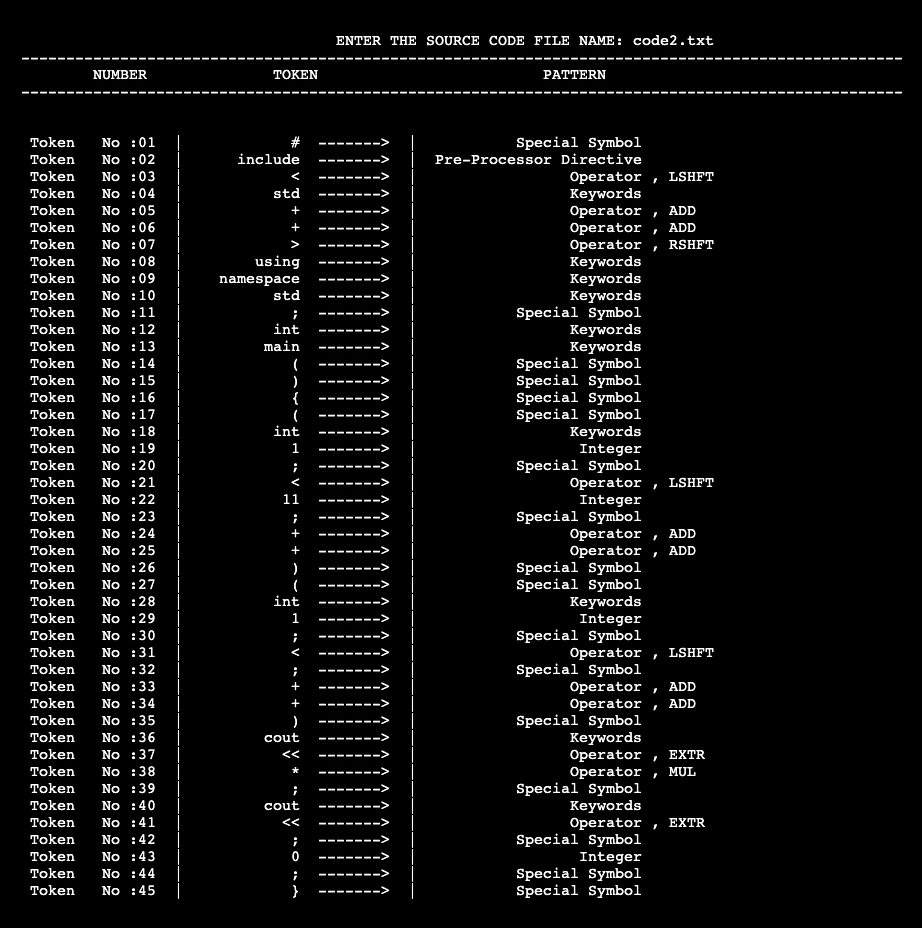 ENTER THE SOURCE CODE FILE NAME: code2.txt
NUMBER TOKEN PATTERN
Token No :01 | # -------> | Special Symbol
Token No :02 | include -------> | Pre-Processor Directive
Token No :03 | < -------> | Operator , LSHFT
Token No :04 | std -------> | Keywords
Token No :05 | + -------> | Operator , ADD
Token No :06 | + -------> | Operator , ADD
Token No :07 | > -------> | Operator , RSHFT
Token No :08 | using -------> | Keywords
Token No :09 | namespace -------> | Keywords
Token No :10 | std -------> | Keywords
Token No :11 | ; -------> | Special Symbol
Token No :12 | int -------> | Keywords
Token No :13 | main -------> | Keywords
Token No :14 | ( -------> | Special Symbol
Token No :15 | ) -------> | Special Symbol
Token No :16 | { -------> | Special Symbol
Token No :17 | ( -------> | Special Symbol
Token No :18 | int -------> | Keywords
Token No :19 | 1 -------> | Integer
Token No :20 | ; -------> | Special Symbol
Token No :21 | < -------> | Operator , LSHFT
Token No :22 | 11 -------> | Integer
Token No :23 | ; -------> | Special Symbol
Token No :24 | + -------> | Operator , ADD
Token No :25 | + -------> | Operator , ADD
Token No :26 | ) -------> | Special Symbol
Token No :27 | ( -------> | Special Symbol
Token No :28 | int -------> | Keywords
Token No :29 | 1 -------> | Integer
Token No :30 | ; -------> | Special Symbol
Token No :31 | < -------> | Operator , LSHFT
Token No :32 | ; -------> | Special Symbol
Token No :33 | + -------> | Operator , ADD
Token No :34 | + -------> | Operator , ADD
Token No :35 | ) -------> | Special Symbol
Token No :36 | cout -------> | Keywords
Token No :37 | << -------> | Operator , EXTR
Token No :38 | * -------> | Operator , MUL
Token No :39 | ; -------> | Special Symbol
Token No :40 | cout -------> | Keywords
Token No :41 | << -------> | Operator , EXTR
Token No :42 | ; -------> | Special Symbol
Token No :43 | 0 -------> | Integer
Token No :44 | ; -------> | Special Symbol
Token No :45 | } -------> | Special Symbol